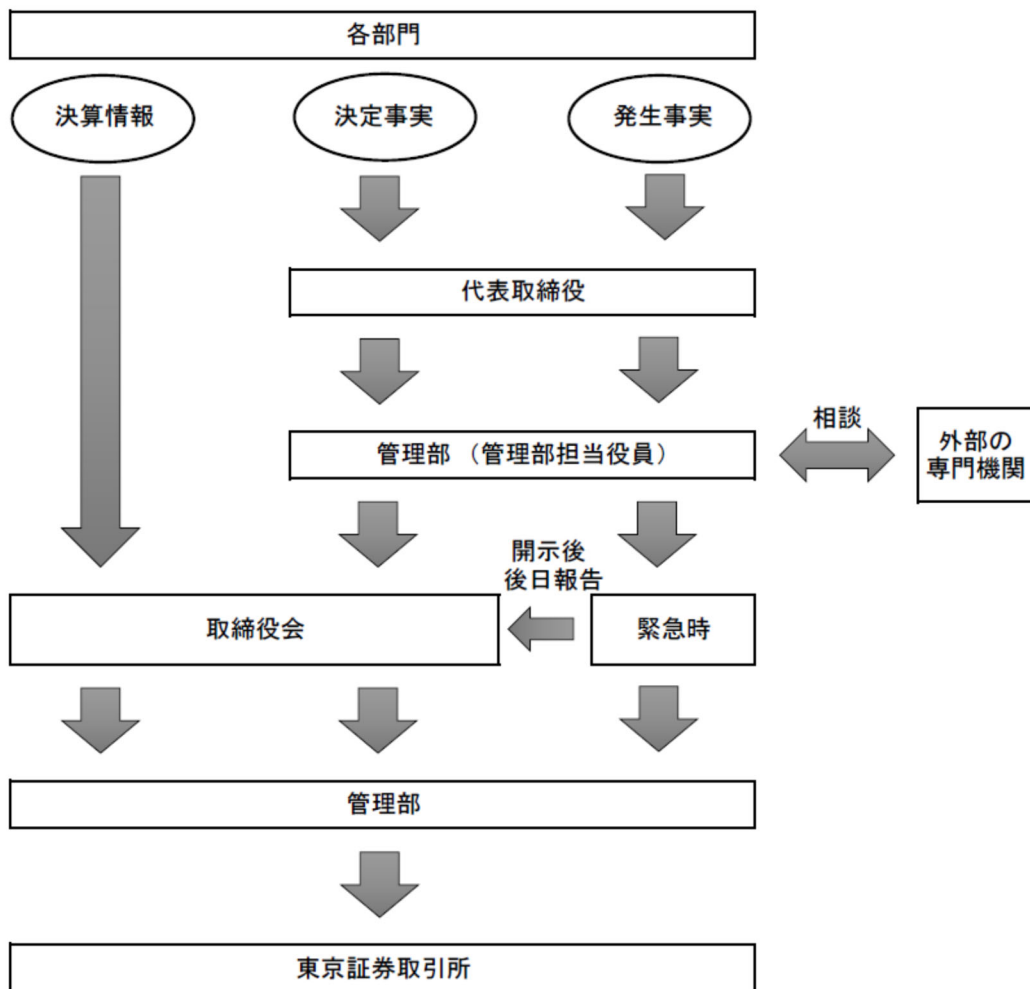 各部門
決算情報
決定事実
発生事実
代表取締役
管理部 （管理部担当役員）
相談
外部の
専門機関
開示後
後日報告
取締役会
緊急時
管理部
東京証券取引所